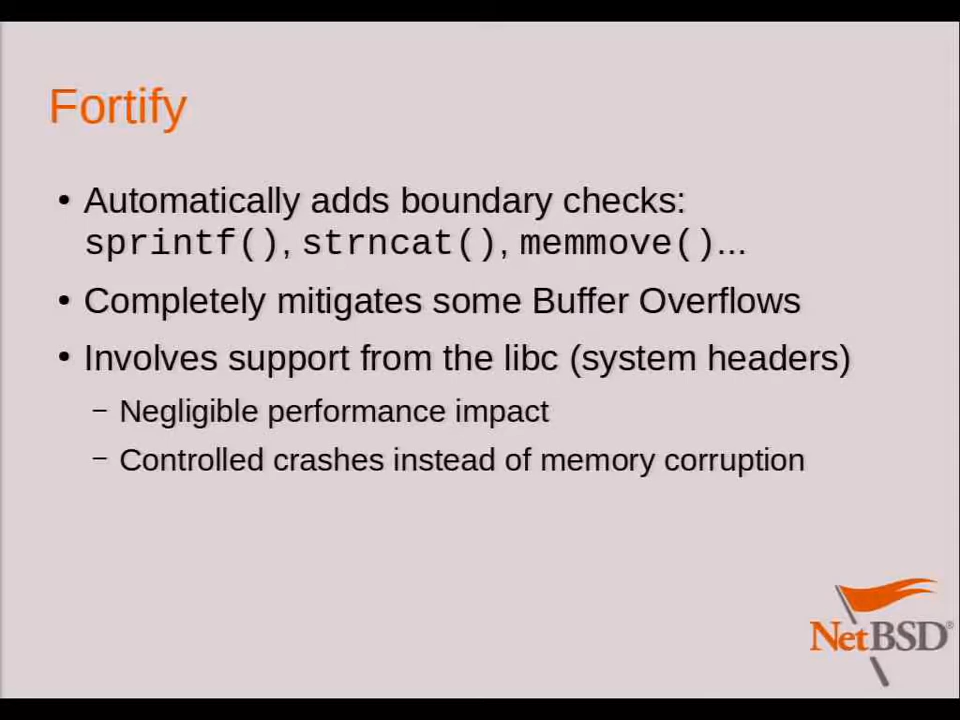 Fortify
• Automatically adds boundary checks:
sprintf(), strncat(), memmove()...
• Completely mitigates some Buffer Overflows
• Involves support from the libc (system headers)
– Negligible performance impact
– Controlled crashes instead of memory corruption
NetBSD®